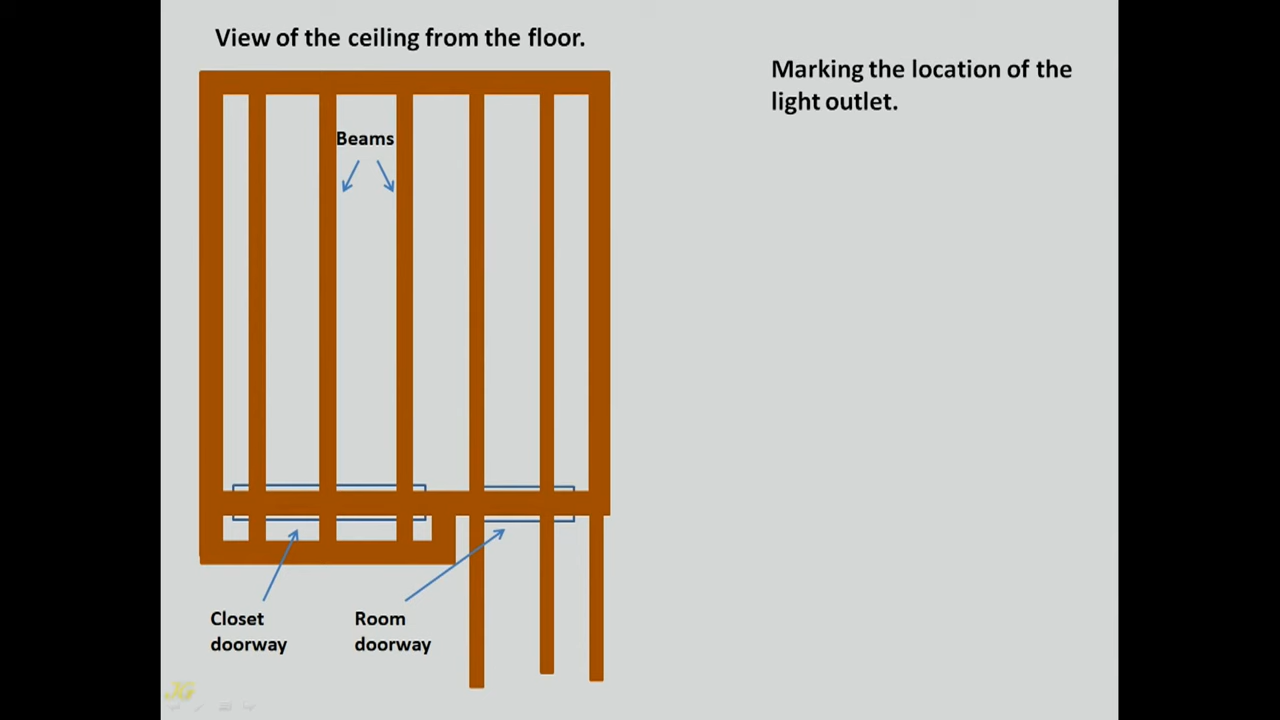 View of the ceiling from the floor.
Marking the location of the
light outlet.
Beams
Closet
doorway
Room
doorway
JG